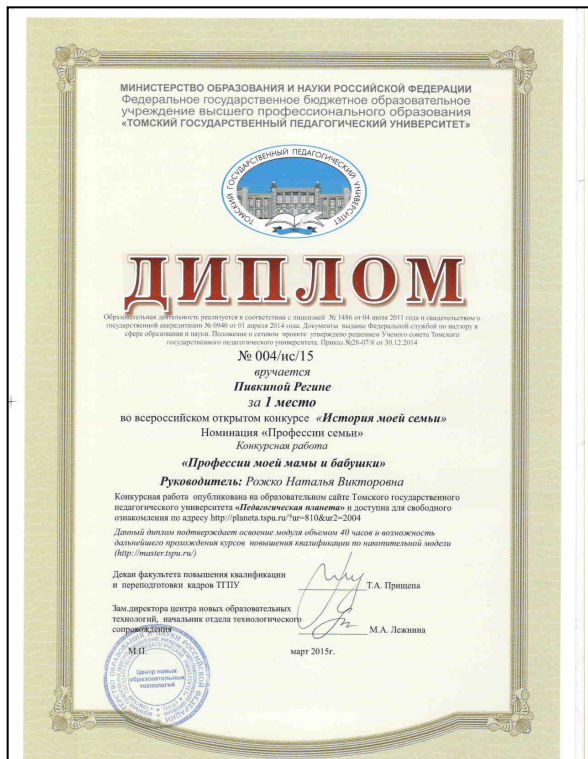 МИНИСТЕРСТВО ОБРАЗОВАНИЯ И НАУКИ РОССИЙСКОЙ ФЕДЕРАЦИИ
Федеральное государственное бюджетное образовательное
учреждение высшего профессионального образования
«ТОМСКИЙ ГОСУДАРСТВЕННЫЙ ПЕДАГОГИЧЕСКИЙ УНИВЕРСИТЕТ»
ТОМСКИЙ ГОСУДАРСТВЕННЫЙ ПЕДАГОГИЧЕСКИЙ УНИВЕРСИТЕТ
ДИПЛОМ
Образовательная деятельность реализуется в соответствии с лицензией № 1486 от 04 июля 2011 года и свидетельством о
государственной аккредитации № 0940 от 01 апреля 2014 года. Документы выданы Федеральной службой по надзору в
сфере образования и науки. Положение о сетевом проекте утверждено решением Ученого совета Томского
государственного педагогического университета. Приказ №28-07/8 от 30.12.2014
№ 004/ис/15
вручается
Пивкиной Регине
за 1 место
во всероссийском открытом конкурсе «История моей семьи»
Номинация «Профессии семьи»
Конкурсная работа
«Профессии моей мамы и бабушки»
Руководитель: Рожко Наталья Викторовна
Конкурсная работа опубликована на образовательном сайте Томского государственного
педагогического университета «Педагогическая планета» и доступна для свободного
ознакомления по адресу http://planeta.tspu.ru/?ur=810&ur2=2004
Данный диплом подтверждает освоение модуля объемом 40 часов и возможность
дальнейшего прохождения курсов повышения квалификации по накопительной модели
(http://master.tspu.ru/)
Декан факультета повышения квалификации
и переподготовки кадров ТГПУ Т.А. Прищепа
Зам.директора центра новых образовательных
технологий, начальник отдела технологического
сопровождения М.А. Лежнина
М.П. март 2015г.
Центр новых
образовательных
технологий